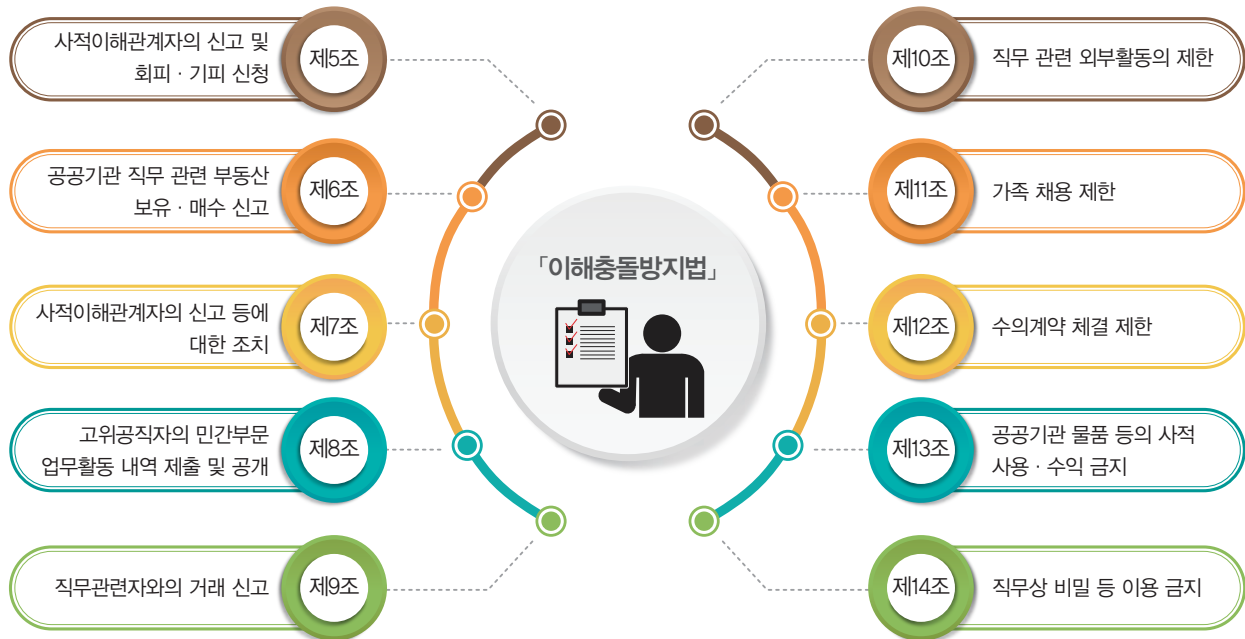 사적이해관계자의 신고 및
회피 · 기피 신청
제5조
공공기관 직무 관련 부동산
보유 · 매수 신고
제6조
사적이해관계자의 신고 등에
대한 조치
제7조
고위공직자의 민간부문
업무활동 내역 제출 및 공개
제8조
직무관련자와의 거래 신고
제9조
「이해충돌방지법」
제10조
직무 관련 외부활동의 제한
제11조
가족 채용 제한
제12조
수의계약 체결 제한
제13조
공공기관 물품 등의 사적
사용 · 수익 금지
제14조
직무상 비밀 등 이용 금지